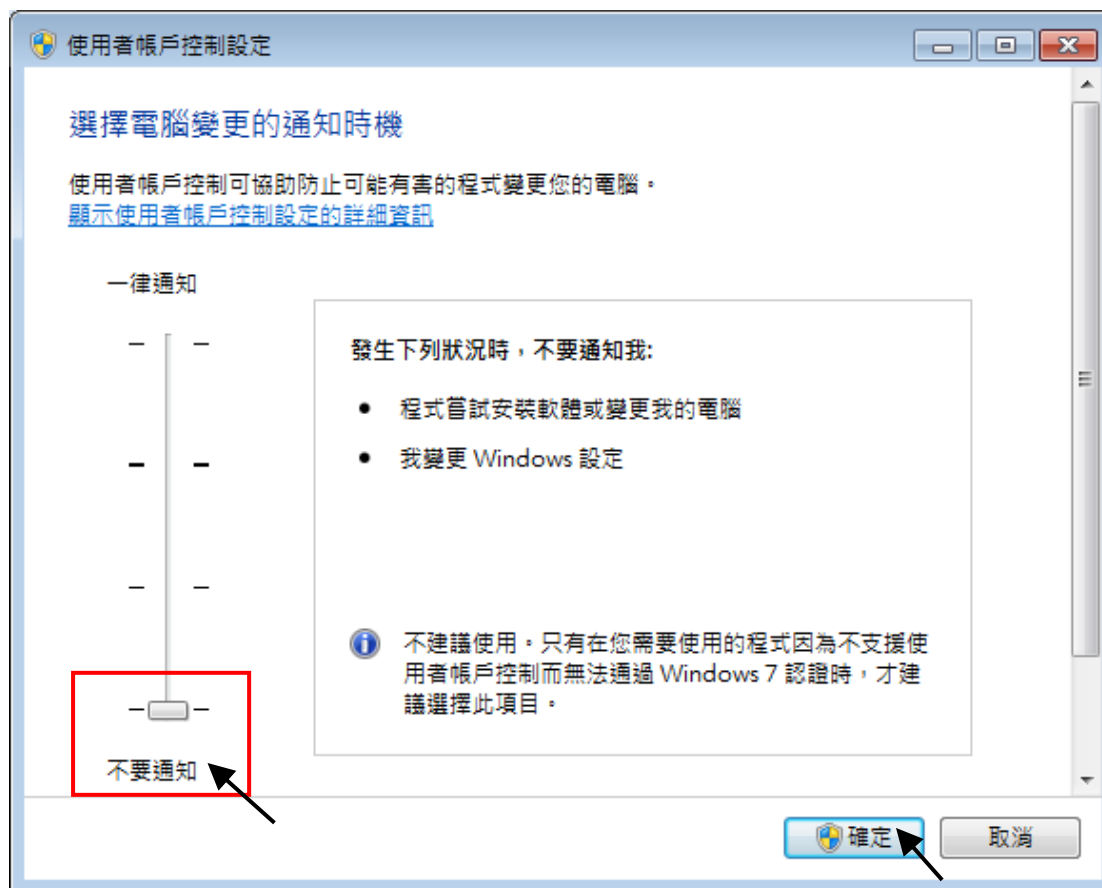 使用者帳戶控制設定
選擇電腦變更的通知時機
使用者帳戶控制可協助防止可能有害的程式變更您的電腦。
顯示使用者帳戶控制設定的詳細資訊
一律通知
發生下列狀況時，不要通知我:
程式嘗試安裝軟體或變更我的電腦
我變更 Windows 設定
不建議使用。只有在您需要使用的程式因為不支援使
用者帳戶控制而無法通過 Windows 7 認證時，才建
議選擇此項目。
不要通知
確定
取消